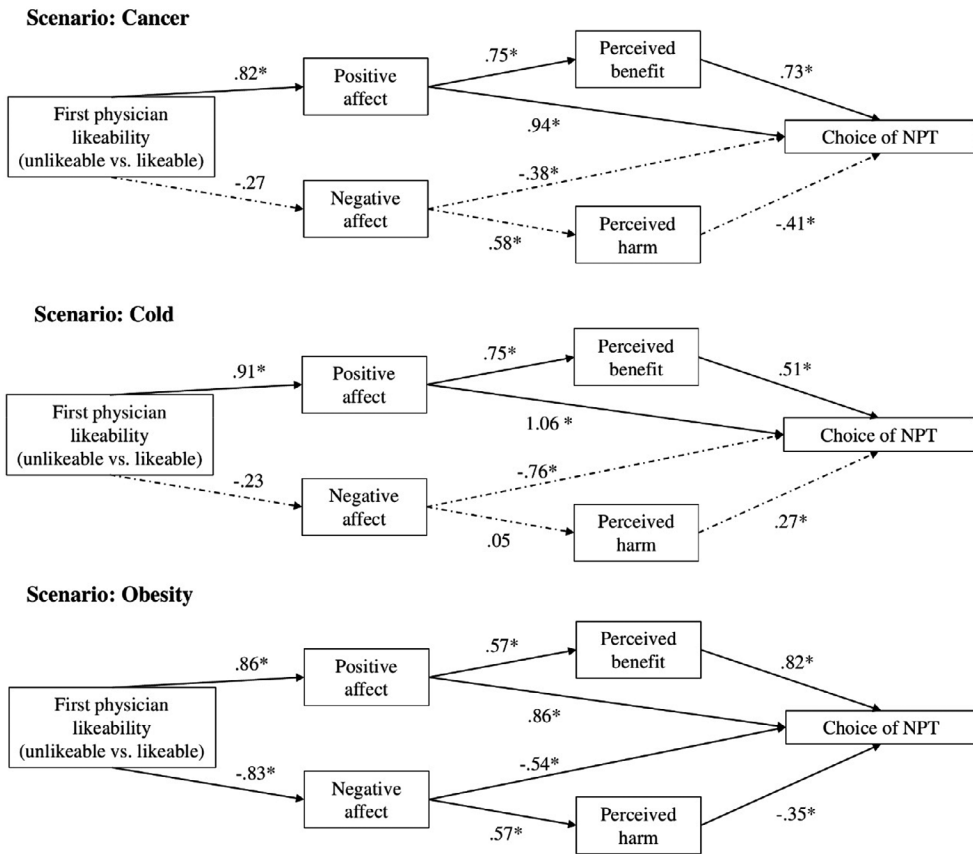 Scenario: Cancer
.82*
Positive
affect
.75*
Perceived
benefit
.73*
First physician
likeability
(unlikeable vs. likeable)
.94*
Choice of NPT
-.27
Negative
affect
-.38*
.58*
Perceived
harm
-.41*
Scenario: Cold
.91*
Positive
affect
.75*
Perceived
benefit
.51*
First physician
likeability
(unlikeable vs. likeable)
1.06 *
Choice of NPT
-.23
Negative
affect
-.76*
.05
Perceived
harm
.27*
Scenario: Obesity
.86*
Positive
affect
.57*
Perceived
benefit
.82*
First physician
likeability
(unlikeable vs. likeable)
.86*
Choice of NPT
-.83*
Negative
affect
-.54*
.57*
Perceived
harm
-.35*